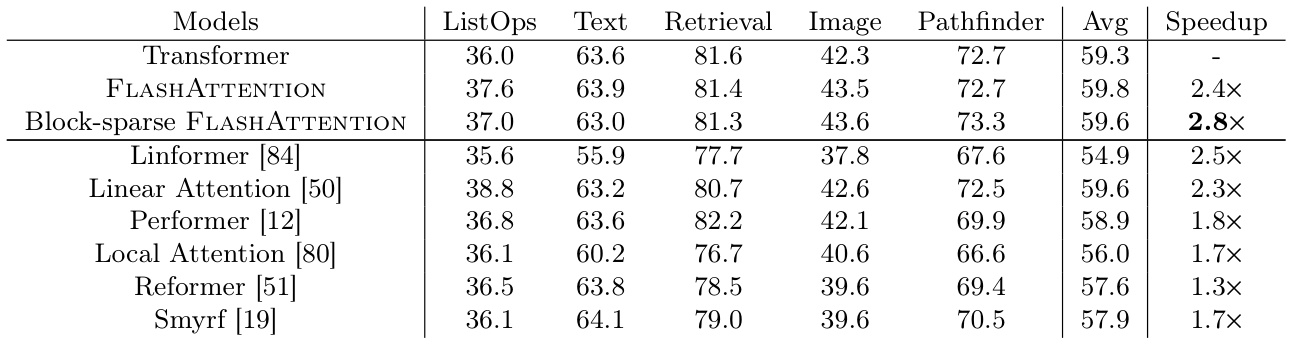 Models ListOps Text Retrieval Image Pathfinder Avg Speedup
Transformer 36.0 63.6 81.6 42.3 72.7 59.3 -
FLASHATTENTION 37.6 63.9 81.4 43.5 72.7 59.8 2.4×
Block-sparse FLASHATTENTION 37.0 63.0 81.3 43.6 73.3 59.6 2.8×
Linformer [84] 35.6 55.9 77.7 37.8 67.6 54.9 2.5×
Linear Attention [50] 38.8 63.2 80.7 42.6 72.5 59.6 2.3×
Performer [12] 36.8 63.6 82.2 42.1 69.9 58.9 1.8×
Local Attention [80] 36.1 60.2 76.7 40.6 66.6 56.0 1.7×
Reformer [51] 36.5 63.8 78.5 39.6 69.4 57.6 1.3×
Smyrf [19] 36.1 64.1 79.0 39.6 70.5 57.9 1.7×